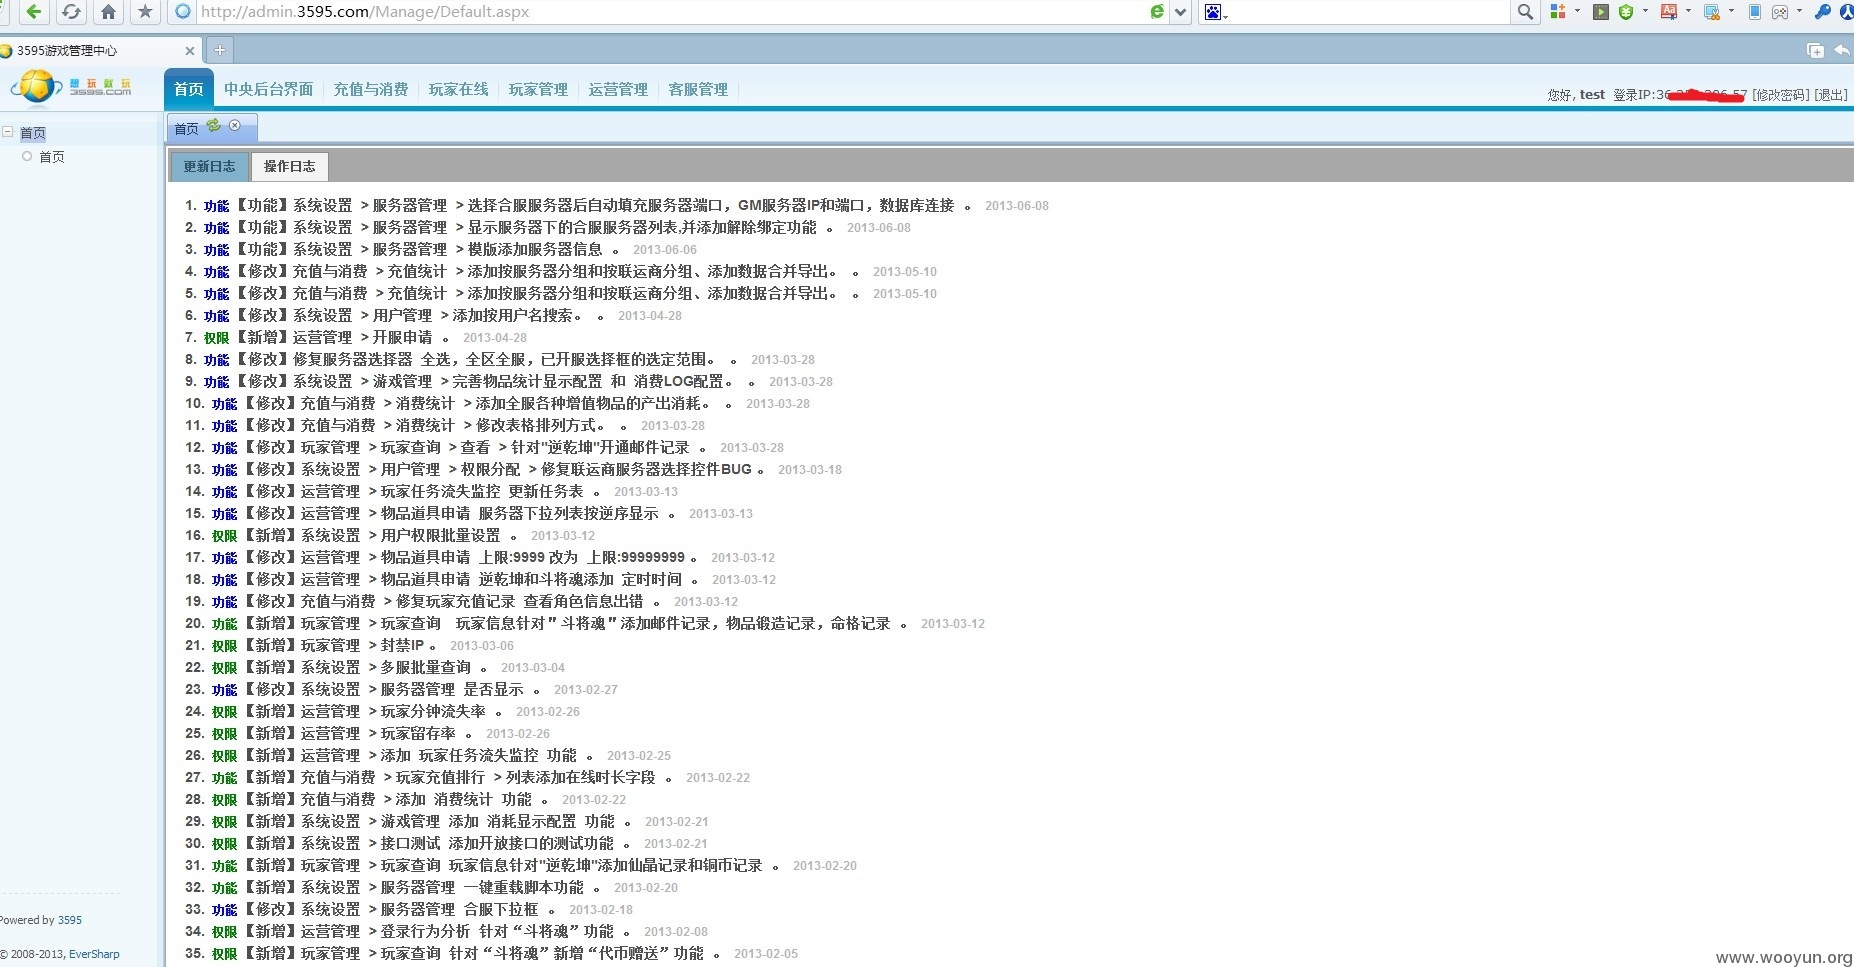 http://admin.3595.com/Manage/Default.aspx
3595游戏管理中心
想玩就玩
3595.com
首页 中央后台界面 充值与消费 玩家在线 玩家管理 运营管理 客服管理
您好, test 登录IP:36 57 [修改密码] [退出]
首页
首页
首页
更新日志 操作日志
1. 功能【功能】系统设置 > 服务器管理 > 选择合服服务器后自动填充服务器端口，GM服务器IP和端口，数据库连接 。 2013-06-08
2. 功能【功能】系统设置 > 服务器管理 > 显示服务器下的合服服务器列表,并添加解除绑定功能 。 2013-06-08
3. 功能【功能】系统设置 > 服务器管理 > 模版添加服务器信息 。 2013-06-06
4. 功能【修改】充值与消费 > 充值统计 > 添加按服务器分组和按联运商分组、添加数据合并导出。 。 2013-05-10
5. 功能【修改】充值与消费 > 充值统计 > 添加按服务器分组和按联运商分组、添加数据合并导出。 。 2013-05-10
6. 功能【修改】系统设置 > 用户管理 > 添加按用户名搜索。 。 2013-04-28
7. 权限【新增】运营管理 > 开服申请 。 2013-04-28
8. 功能【修改】修复服务器选择器 全选，全区全服，已开服选择框的选定范围。 。 2013-03-28
9. 功能【修改】系统设置 > 游戏管理 > 完善物品统计显示配置 和 消费LOG配置。 。 2013-03-28
10. 功能【修改】充值与消费 > 消费统计 > 添加全服各种增值物品的产出消耗。 。 2013-03-28
11. 功能【修改】充值与消费 > 消费统计 > 修改表格排列方式。 。 2013-03-28
12. 功能【修改】玩家管理 > 玩家查询 > 查看 > 针对"逆乾坤"开通邮件记录 。 2013-03-28
13. 功能【修改】系统设置 > 用户管理 > 权限分配 > 修复联运商服务器选择控件BUG 。 2013-03-18
14. 功能【修改】运营管理 > 玩家任务流失监控 更新任务表 。 2013-03-13
15. 功能【修改】运营管理 > 物品道具申请 服务器下拉列表按逆序显示 。 2013-03-13
16. 权限【新增】系统设置 > 用户权限批量设置 。 2013-03-12
17. 功能【修改】运营管理 > 物品道具申请 上限:9999 改为 上限:99999999 。 2013-03-12
18. 功能【修改】运营管理 > 物品道具申请 逆乾坤和斗将魂添加 定时时间 。 2013-03-12
19. 功能【修改】充值与消费 > 修复玩家充值记录 查看角色信息出错 。 2013-03-12
20. 功能【新增】玩家管理 > 玩家查询 玩家信息针对＂斗将魂＂添加邮件记录，物品锻造记录，命格记录 。 2013-03-12
21. 权限【新增】玩家管理 > 封禁IP 。 2013-03-06
22. 权限【新增】系统设置 > 多服批量查询 。 2013-03-04
23. 功能【修改】系统设置 > 服务器管理 是否显示 。 2013-02-27
24. 权限【新增】运营管理 > 玩家分钟流失率 。 2013-02-26
25. 权限【新增】运营管理 > 玩家留存率 。 2013-02-26
26. 权限【新增】运营管理 > 添加 玩家任务流失监控 功能 。 2013-02-25
27. 功能【新增】充值与消费 > 玩家充值排行 > 列表添加在线时长字段 。 2013-02-22
28. 权限【新增】充值与消费 > 添加 消费统计 功能 。 2013-02-22
29. 权限【新增】系统设置 > 游戏管理 添加 消耗显示配置 功能 。 2013-02-21
30. 权限【新增】系统设置 > 接口测试 添加开放接口的测试功能 。 2013-02-21
31. 功能【新增】玩家管理 > 玩家查询 玩家信息针对"逆乾坤"添加仙晶记录和铜币记录 。 2013-02-20
32. 功能【新增】系统设置 > 服务器管理 一键重载脚本功能 。 2013-02-20
33. 功能【修改】系统设置 > 服务器管理 合服下拉框 。 2013-02-18
34. 权限【新增】运营管理 > 登录行为分析 针对“斗将魂”功能 。 2013-02-08
35. 权限【新增】玩家管理 > 玩家查询 针对“斗将魂”新增“代币赠送”功能 。 2013-02-05
Powered by 3595
© 2008-2013, EverSharp
www.wooyun.org